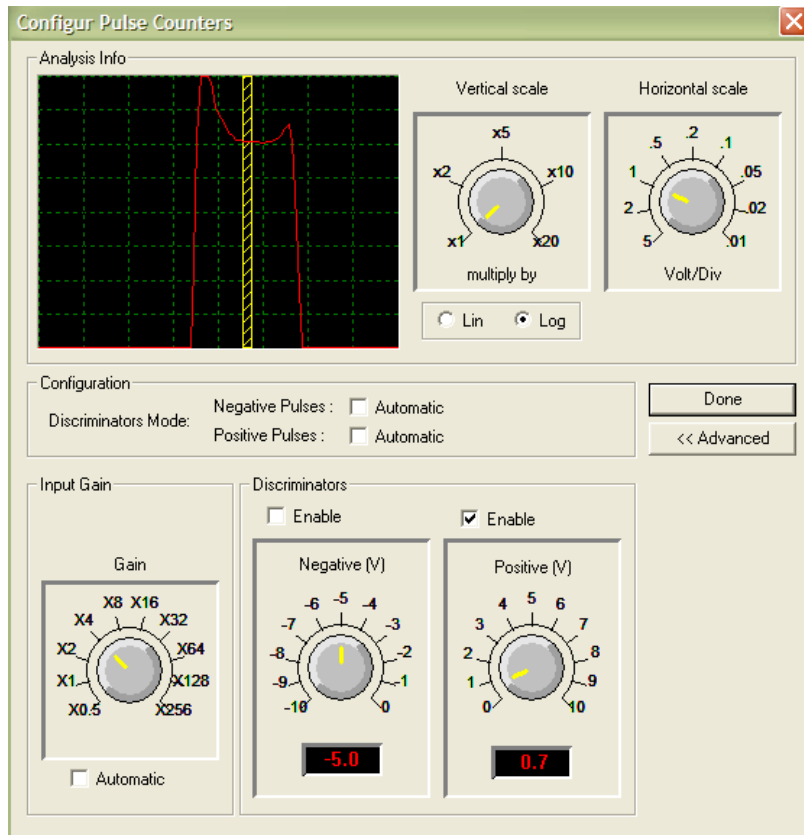 Configur Pulse Counters
Analysis Info
Vertical scale
x1 x2 x5 x10 x20
multiply by
Lin Log
Horizontal scale
5 2 1 .5 .2 .1 .05 .02 .01
Volt/Div
Configuration
Discriminators Mode:
Negative Pulses : Automatic
Positive Pulses : Automatic
Done
<< Advanced
Input Gain
Gain
X0.5 X1 X2 X4 X8 X16 X32 X64 X128 X256
Automatic
Discriminators
Enable
Negative (V)
-10 -9 -8 -7 -6 -5 -4 -3 -2 -1 0
-5.0
Enable
Positive (V)
0 1 2 3 4 5 6 7 8 9 10
0.7